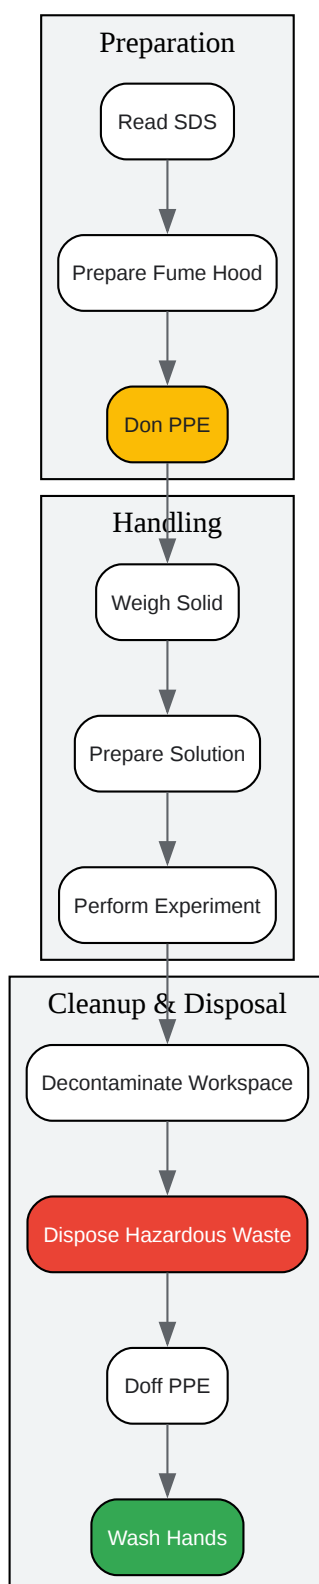 Preparation
Read SDS
Prepare Fume Hood
Don PPE
Handling
Weigh Solid
Prepare Solution
Perform Experiment
Cleanup & Disposal
Decontaminate Workspace
Dispose Hazardous Waste
Doff PPE
Wash Hands